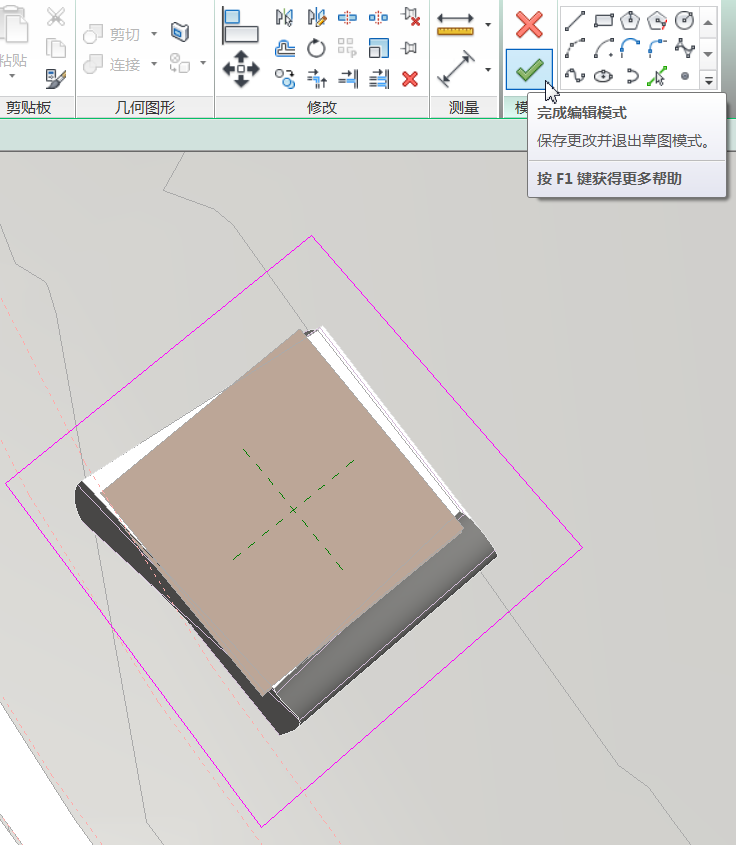 粘贴
剪切
连接
剪贴板
几何图形
修改
测量
模
完成编辑模式
保存更改并退出草图模式。
按 F1 键获得更多帮助